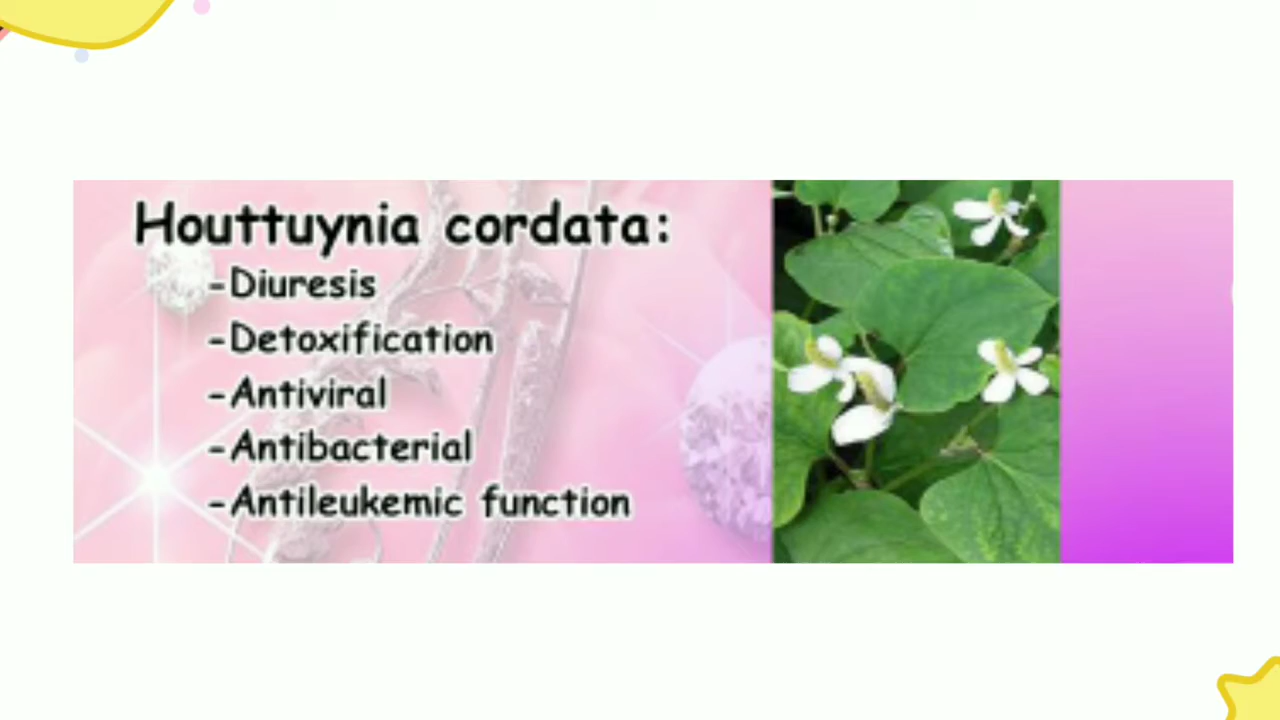 Houttuynia cordata:
-Diuresis
-Detoxification
-Antiviral
-Antibacterial
-Antileukemic function